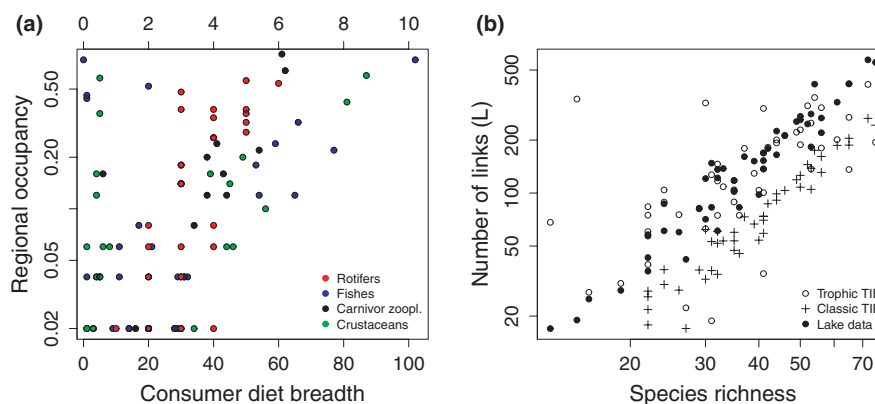 (a)
0 2 4 6 8 10
Regional occupancy
0.50
0.20
0.05
0.02
Rotifers
Fishes
Carnivor zoopl.
Crustaceans
0 20 40 60 80 100
Consumer diet breadth
(b)
Number of links (L)
500
200
100
50
20
Trophic TIB
Classic TIB
Lake data
20 30 40 50 70
Species richness